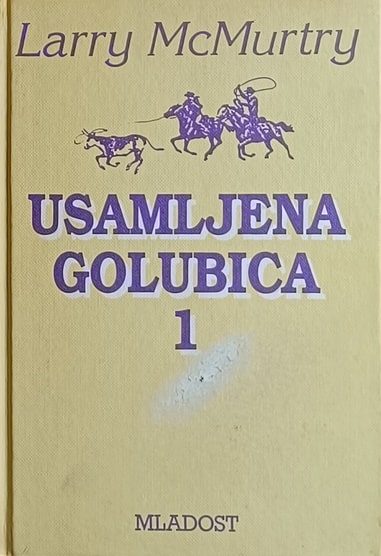 Larry McMurtry
USAMLJENA
GOLUBICA
1
MLADOST